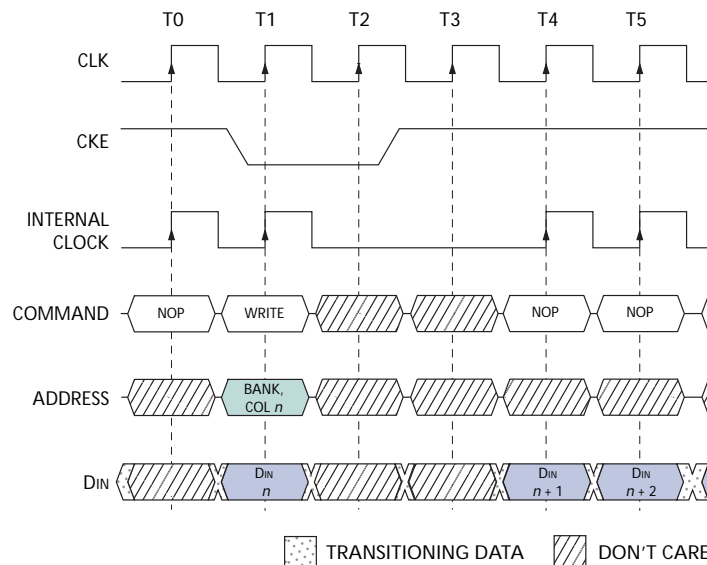 T0 T1 T2 T3 T4 T5
CLK
CKE
INTERNAL
CLOCK
COMMAND NOP WRITE NOP NOP
ADDRESS BANK,
COL n
DIN DIN
n DIN
n + 1 DIN
n + 2
TRANSITIONING DATA DON'T CARE